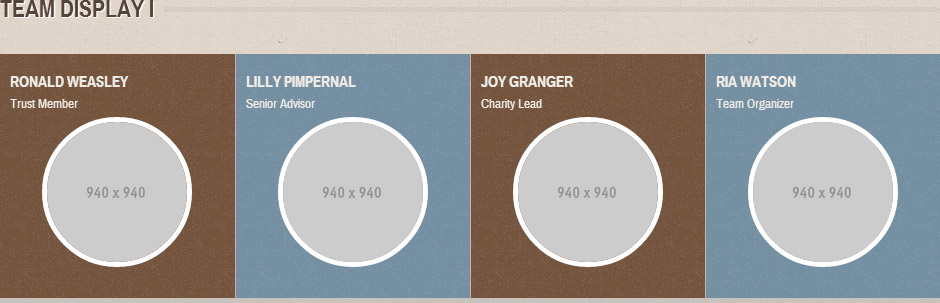 TEAM DISPLAY I
RONALD WEASLEY
Trust Member
940 x 940
LILLY PIMPERNAL
Senior Advisor
940 x 940
JOY GRANGER
Charity Lead
940 x 940
RIA WATSON
Team Organizer
940 x 940